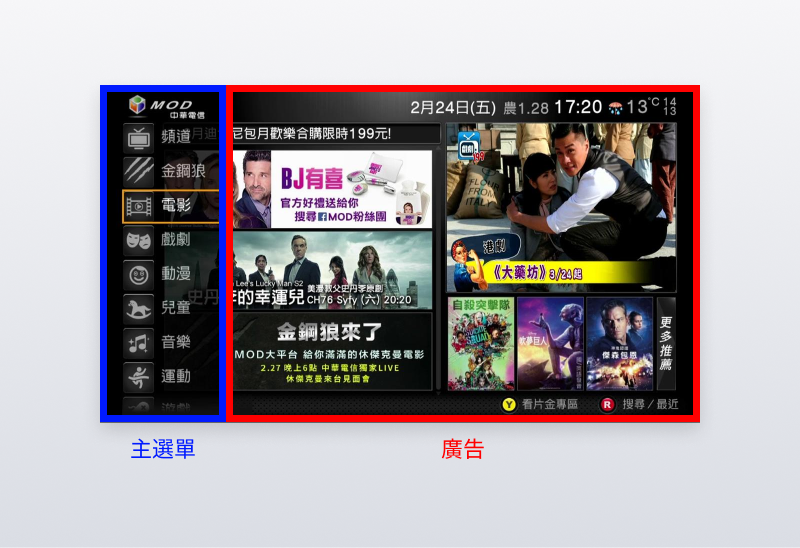 MOD
中華電信
頻道
金鋼狼
電影
戲劇
動漫
兒童
音樂
運動
2月24日(五) 農1.28 17:20 13°C 14 13
尼包月歡樂合購限時199元!
BJ有喜
官方好禮送給你
搜尋 MOD粉絲團
Lee's Lucky Man S2
李的幸運兒
美漫教父史丹李原創
CH76 Syfy (六) 20:20
金鋼狼來了
MOD大平台 給你滿滿的休傑克曼電影
2.27 晚上6點 中華電信獨家LIVE
休傑克曼來台見面會
戲劇
FLOHR
FROM
ITALY
港劇
《大藥坊》3/24起
自殺突擊隊
SUICIDE
SQUAD
吹夢巨人
傑森包恩
更多推薦
Y 看片金專區
R 搜尋/最近
主選單
廣告